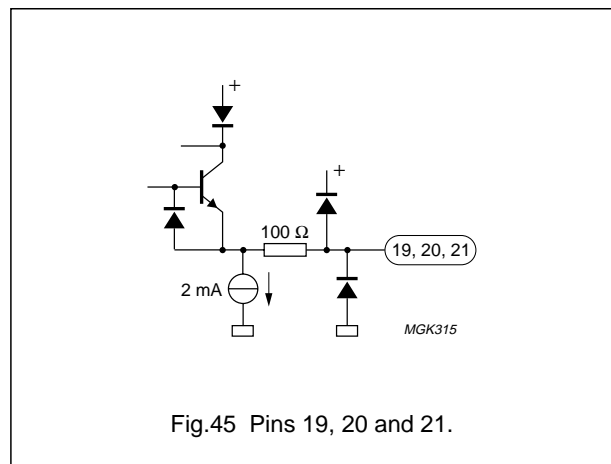 +
+
100 Ω
19, 20, 21
2 mA
MGK315
Fig.45 Pins 19, 20 and 21.